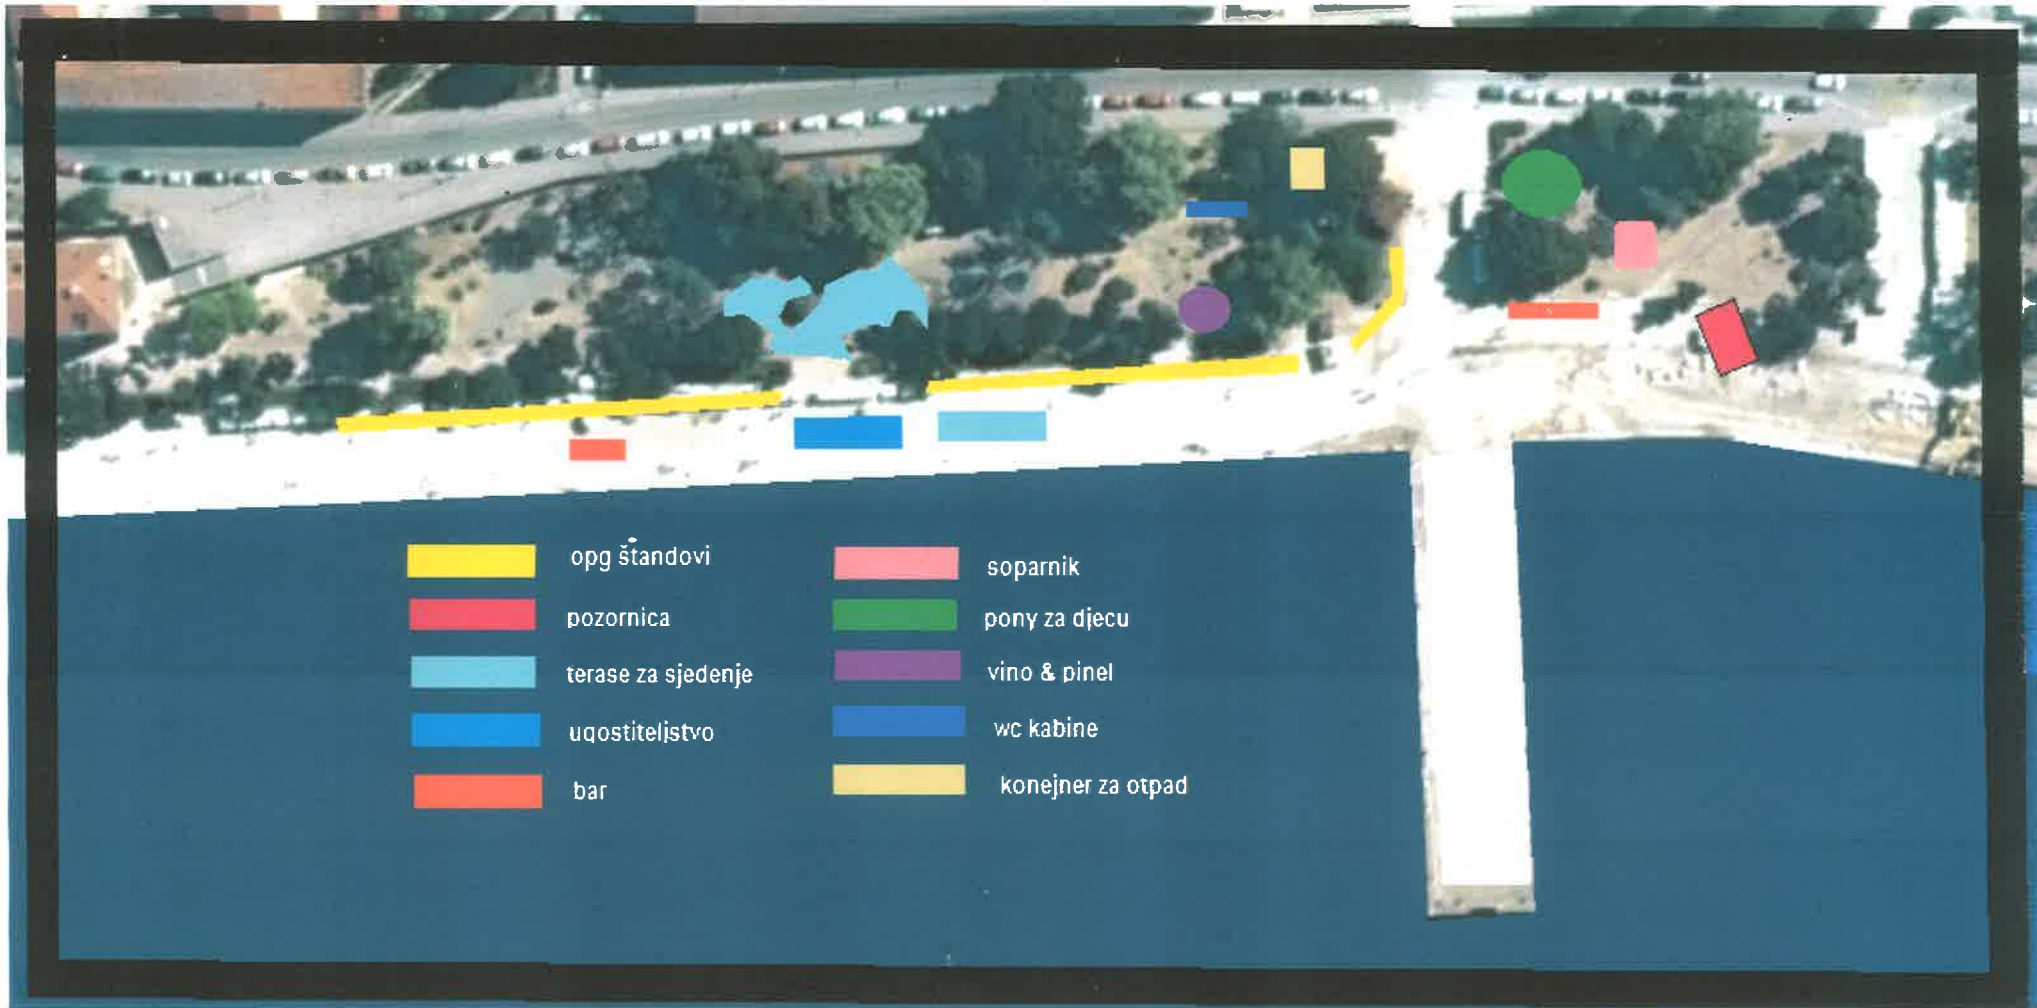 opg štandovi
pozornica
terase za sjedenje
ugostiteljstvo
bar
soparnik
pony za djecu
vino & pinel
wc kabine
konejner za otpad